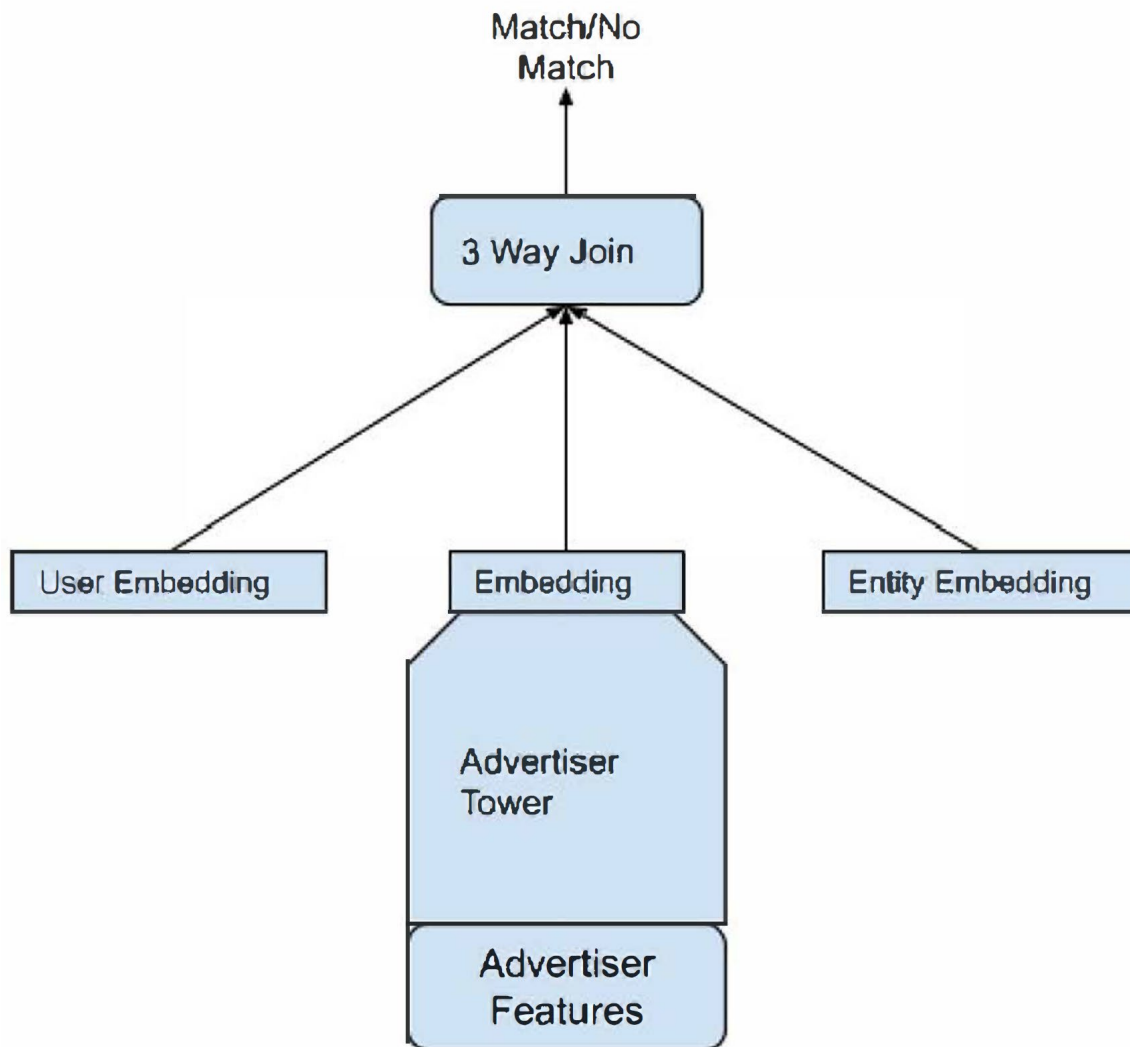 Match/No
Match
3 Way Join
User Embedding
Embedding
Entity Embedding
Advertiser
Tower
Advertiser
Features